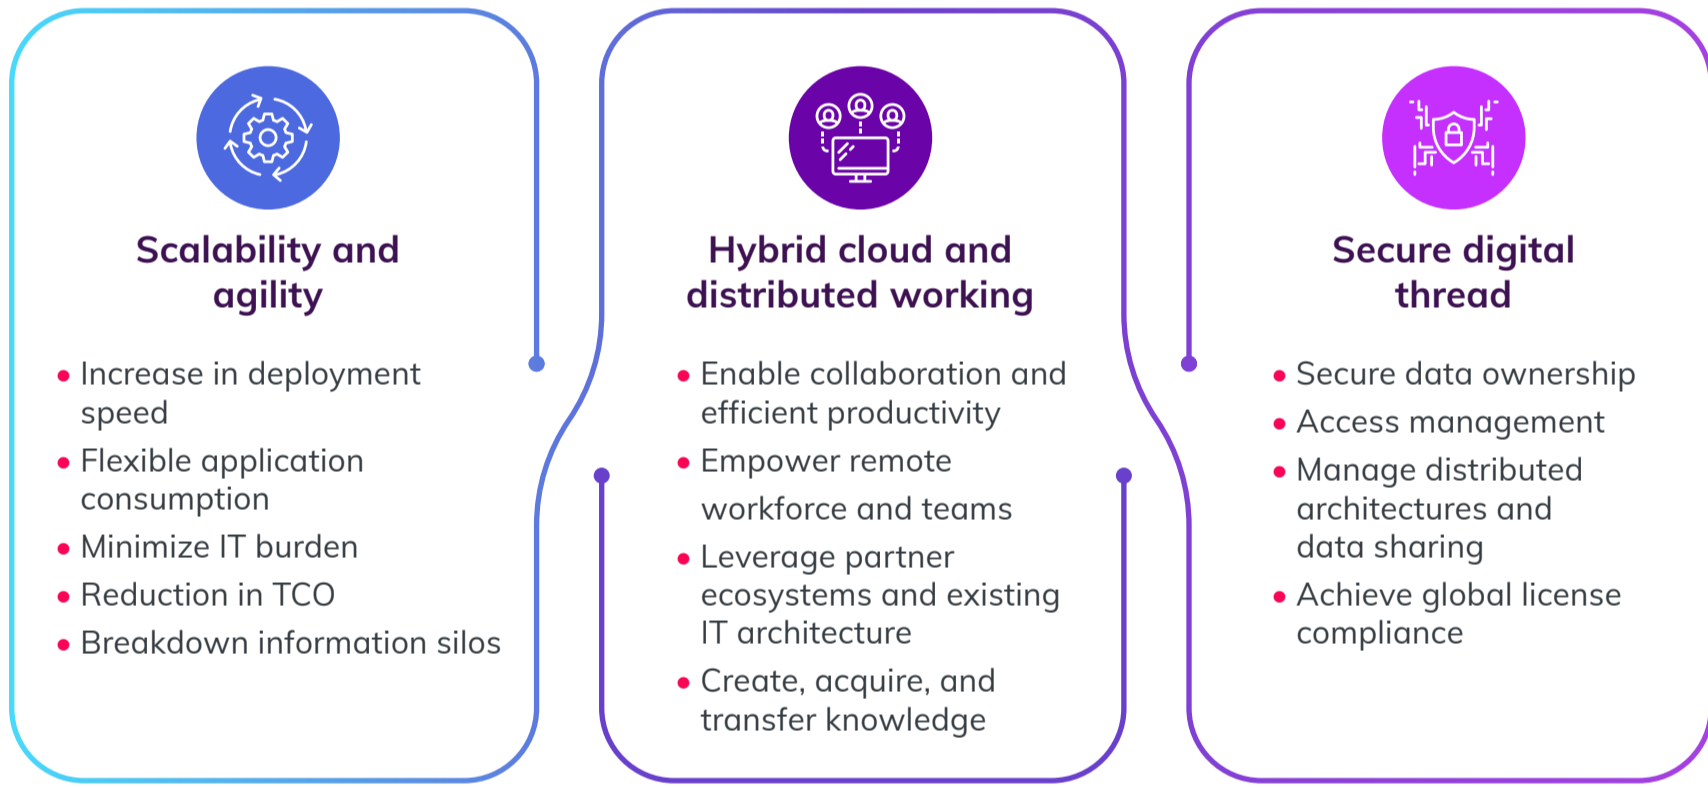 Scalability and
agility
• Increase in deployment
speed
• Flexible application
consumption
• Minimize IT burden
• Reduction in TCO
• Breakdown information silos
Hybrid cloud and
distributed working
• Enable collaboration and
efficient productivity
• Empower remote
workforce and teams
• Leverage partner
ecosystems and existing
IT architecture
• Create, acquire, and
transfer knowledge
Secure digital
thread
• Secure data ownership
• Access management
• Manage distributed
architectures and
data sharing
• Achieve global license
compliance